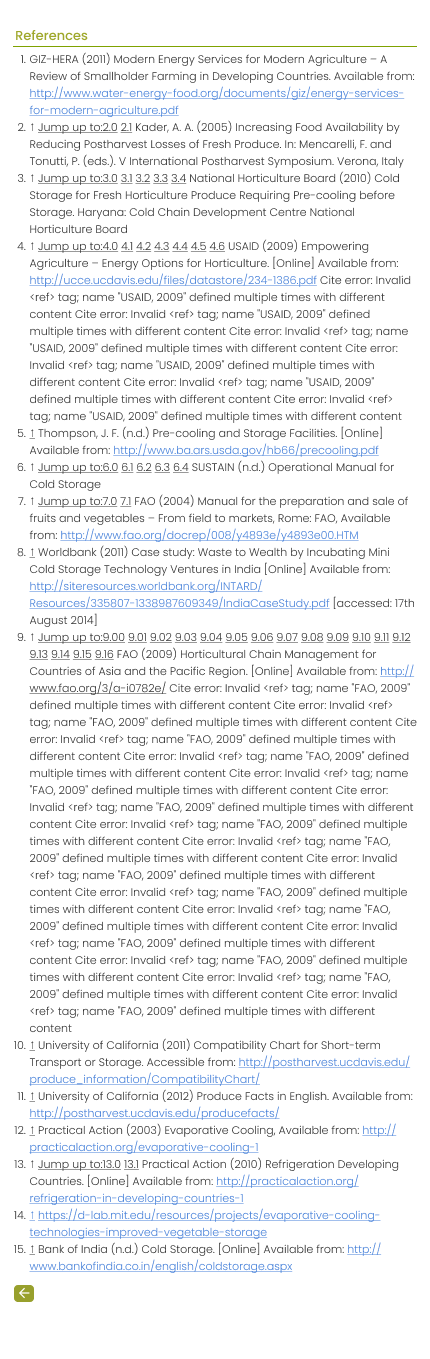 References
1. GIZ-HERA (2011) Modern Energy Services for Modern Agriculture – A
Review of Smallholder Farming in Developing Countries. Available from:
http://www.water-energy-food.org/documents/giz/energy-services-
for-modern-agriculture.pdf
2. ↑ Jump up to:2.0 2.1 Kader, A. A. (2005) Increasing Food Availability by
Reducing Postharvest Losses of Fresh Produce. In: Mencarelli, F. and
Tonutti, P. (eds.). V International Postharvest Symposium. Verona, Italy
3. ↑ Jump up to:3.0 3.1 3.2 3.3 3.4 National Horticulture Board (2010) Cold
Storage for Fresh Horticulture Produce Requiring Pre-cooling before
Storage. Haryana: Cold Chain Development Centre National
Horticulture Board
4. ↑ Jump up to:4.0 4.1 4.2 4.3 4.4 4.5 4.6 USAID (2009) Empowering
Agriculture – Energy Options for Horticulture. [Online] Available from:
http://ucce.ucdavis.edu/files/datastore/234-1386.pdf Cite error: Invalid
<ref> tag; name "USAID, 2009" defined multiple times with different
content Cite error: Invalid <ref> tag; name "USAID, 2009" defined
multiple times with different content Cite error: Invalid <ref> tag; name
"USAID, 2009" defined multiple times with different content Cite error:
Invalid <ref> tag; name "USAID, 2009" defined multiple times with
different content Cite error: Invalid <ref> tag; name "USAID, 2009"
defined multiple times with different content Cite error: Invalid <ref>
tag; name "USAID, 2009" defined multiple times with different content
5. ↑ Thompson, J. F. (n.d.) Pre-cooling and Storage Facilities. [Online]
Available from: http://www.ba.ars.usda.gov/hb66/precooling.pdf
6. ↑ Jump up to:6.0 6.1 6.2 6.3 6.4 SUSTAIN (n.d.) Operational Manual for
Cold Storage
7. ↑ Jump up to:7.0 7.1 FAO (2004) Manual for the preparation and sale of
fruits and vegetables – From field to markets, Rome: FAO, Available
from: http://www.fao.org/docrep/008/y4893e/y4893e00.HTM
8. ↑ Worldbank (2011) Case study: Waste to Wealth by Incubating Mini
Cold Storage Technology Ventures in India [Online] Available from:
http://siteresources.worldbank.org/INTARD/
Resources/335807-1338987609349/IndiaCaseStudy.pdf [accessed: 17th
August 2014]
9. ↑ Jump up to:9.00 9.01 9.02 9.03 9.04 9.05 9.06 9.07 9.08 9.09 9.10 9.11 9.12
9.13 9.14 9.15 9.16 FAO (2009) Horticultural Chain Management for
Countries of Asia and the Pacific Region. [Online] Available from: http://
www.fao.org/3/a-i0782e/ Cite error: Invalid <ref> tag; name "FAO, 2009"
defined multiple times with different content Cite error: Invalid <ref>
tag; name "FAO, 2009" defined multiple times with different content Cite
error: Invalid <ref> tag; name "FAO, 2009" defined multiple times with
different content Cite error: Invalid <ref> tag; name "FAO, 2009" defined
multiple times with different content Cite error: Invalid <ref> tag; name
"FAO, 2009" defined multiple times with different content Cite error:
Invalid <ref> tag; name "FAO, 2009" defined multiple times with different
content Cite error: Invalid <ref> tag; name "FAO, 2009" defined multiple
times with different content Cite error: Invalid <ref> tag; name "FAO,
2009" defined multiple times with different content Cite error: Invalid
<ref> tag; name "FAO, 2009" defined multiple times with different
content Cite error: Invalid <ref> tag; name "FAO, 2009" defined multiple
times with different content Cite error: Invalid <ref> tag; name "FAO,
2009" defined multiple times with different content Cite error: Invalid
<ref> tag; name "FAO, 2009" defined multiple times with different
content Cite error: Invalid <ref> tag; name "FAO, 2009" defined multiple
times with different content Cite error: Invalid <ref> tag; name "FAO,
2009" defined multiple times with different content Cite error: Invalid
<ref> tag; name "FAO, 2009" defined multiple times with different
content
10. ↑ University of California (2011) Compatibility Chart for Short-term
Transport or Storage. Accessible from: http://postharvest.ucdavis.edu/
produce_information/CompatibilityChart/
11. ↑ University of California (2012) Produce Facts in English. Available from:
http://postharvest.ucdavis.edu/producefacts/
12. ↑ Practical Action (2003) Evaporative Cooling, Available from: http://
practicalaction.org/evaporative-cooling-1
13. ↑ Jump up to:13.0 13.1 Practical Action (2010) Refrigeration Developing
Countries. [Online] Available from: http://practicalaction.org/
refrigeration-in-developing-countries-1
14. ↑ https://d-lab.mit.edu/resources/projects/evaporative-cooling-
technologies-improved-vegetable-storage
15. ↑ Bank of India (n.d.) Cold Storage. [Online] Available from: http://
www.bankofindia.co.in/english/coldstorage.aspx